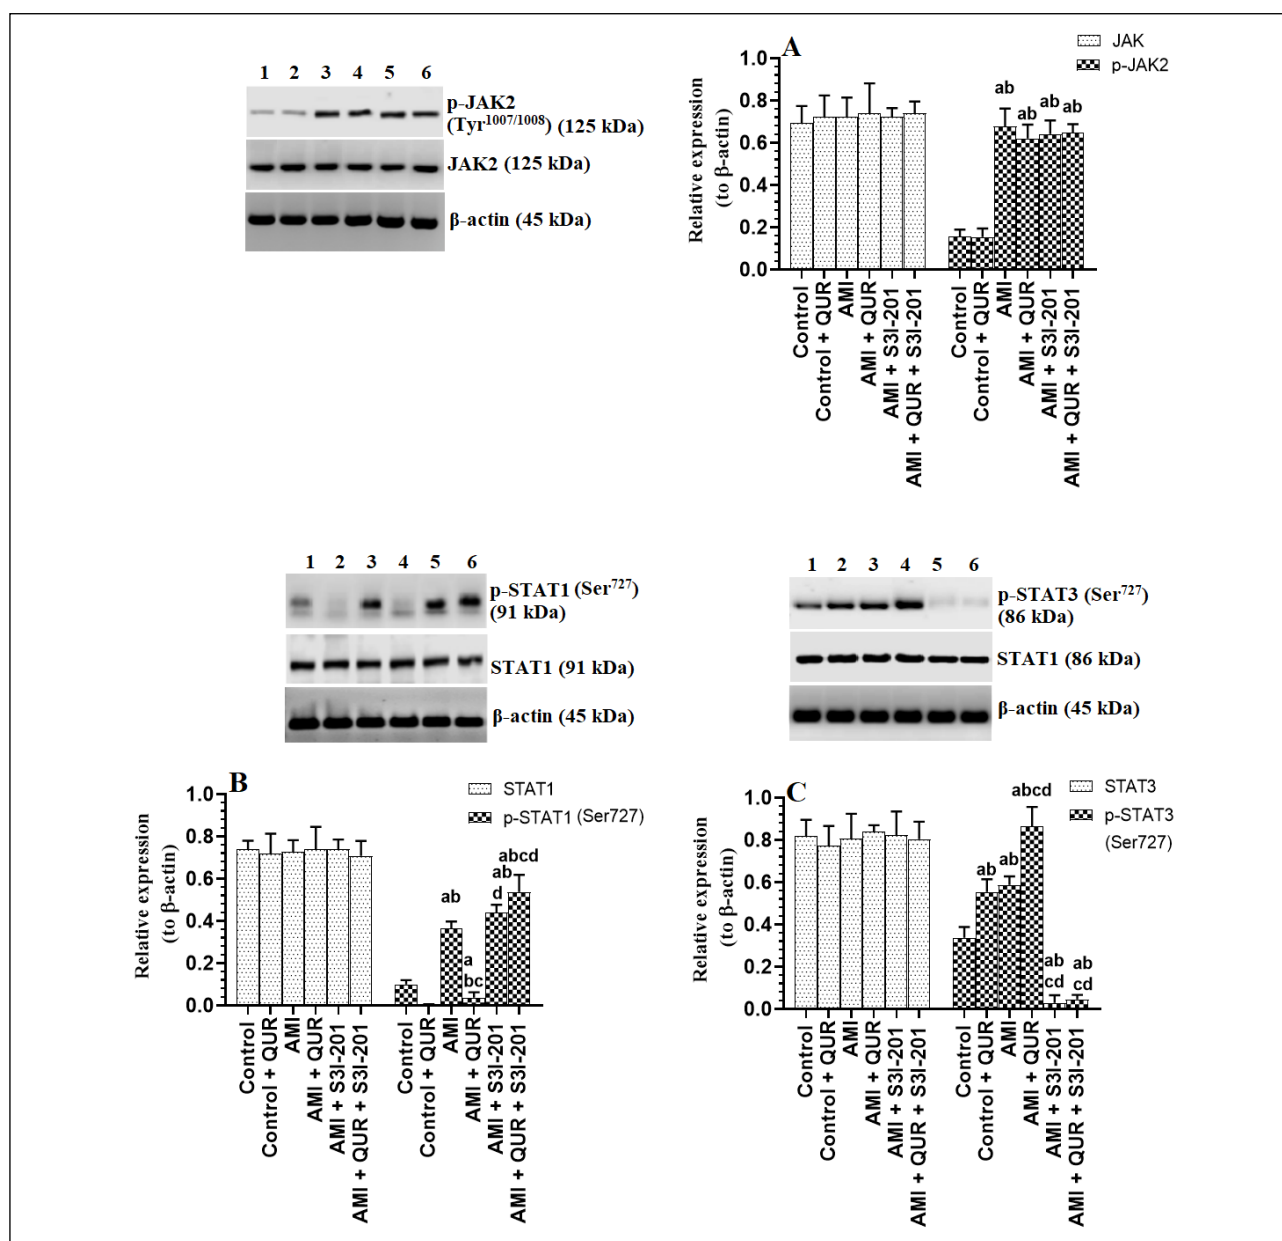 1 2 3 4 5 6
p-JAK2
(Tyr1007/1008) (125 kDa)
JAK2 (125 kDa)
β-actin (45 kDa)
A
JAK
p-JAK2
Relative expression
(to β-actin)
1.0
0.8
0.6
0.4
0.2
0.0
ab
ab
ab
ab
Control
Control + QUR
AMI
AMI + QUR
AMI + S3I-201
AMI + QUR + S3I-201
Control
Control + QUR
AMI
AMI + QUR
AMI + S3I-201
AMI + QUR + S3I-201
1 2 3 4 5 6
p-STAT1 (Ser727)
(91 kDa)
STAT1 (91 kDa)
β-actin (45 kDa)
B
STAT1
p-STAT1 (Ser727)
Relative expression
(to β-actin)
1.0
0.8
0.6
0.4
0.2
0.0
ab
a
bc
ab
d
abcd
Control
Control + QUR
AMI
AMI + QUR
AMI + S3I-201
AMI + QUR + S3I-201
Control
Control + QUR
AMI
AMI + QUR
AMI + S3I-201
AMI + QUR + S3I-201
1 2 3 4 5 6
p-STAT3 (Ser727)
(86 kDa)
STAT1 (86 kDa)
β-actin (45 kDa)
C
STAT3
p-STAT3
(Ser727)
Relative expression
(to β-actin)
1.0
0.8
0.6
0.4
0.2
0.0
ab
ab
abcd
ab
cd
ab
cd
Control
Control + QUR
AMI
AMI + QUR
AMI + S3I-201
AMI + QUR + S3I-201
Control
Control + QUR
AMI
AMI + QUR
AMI + S3I-201
AMI + QUR + S3I-201